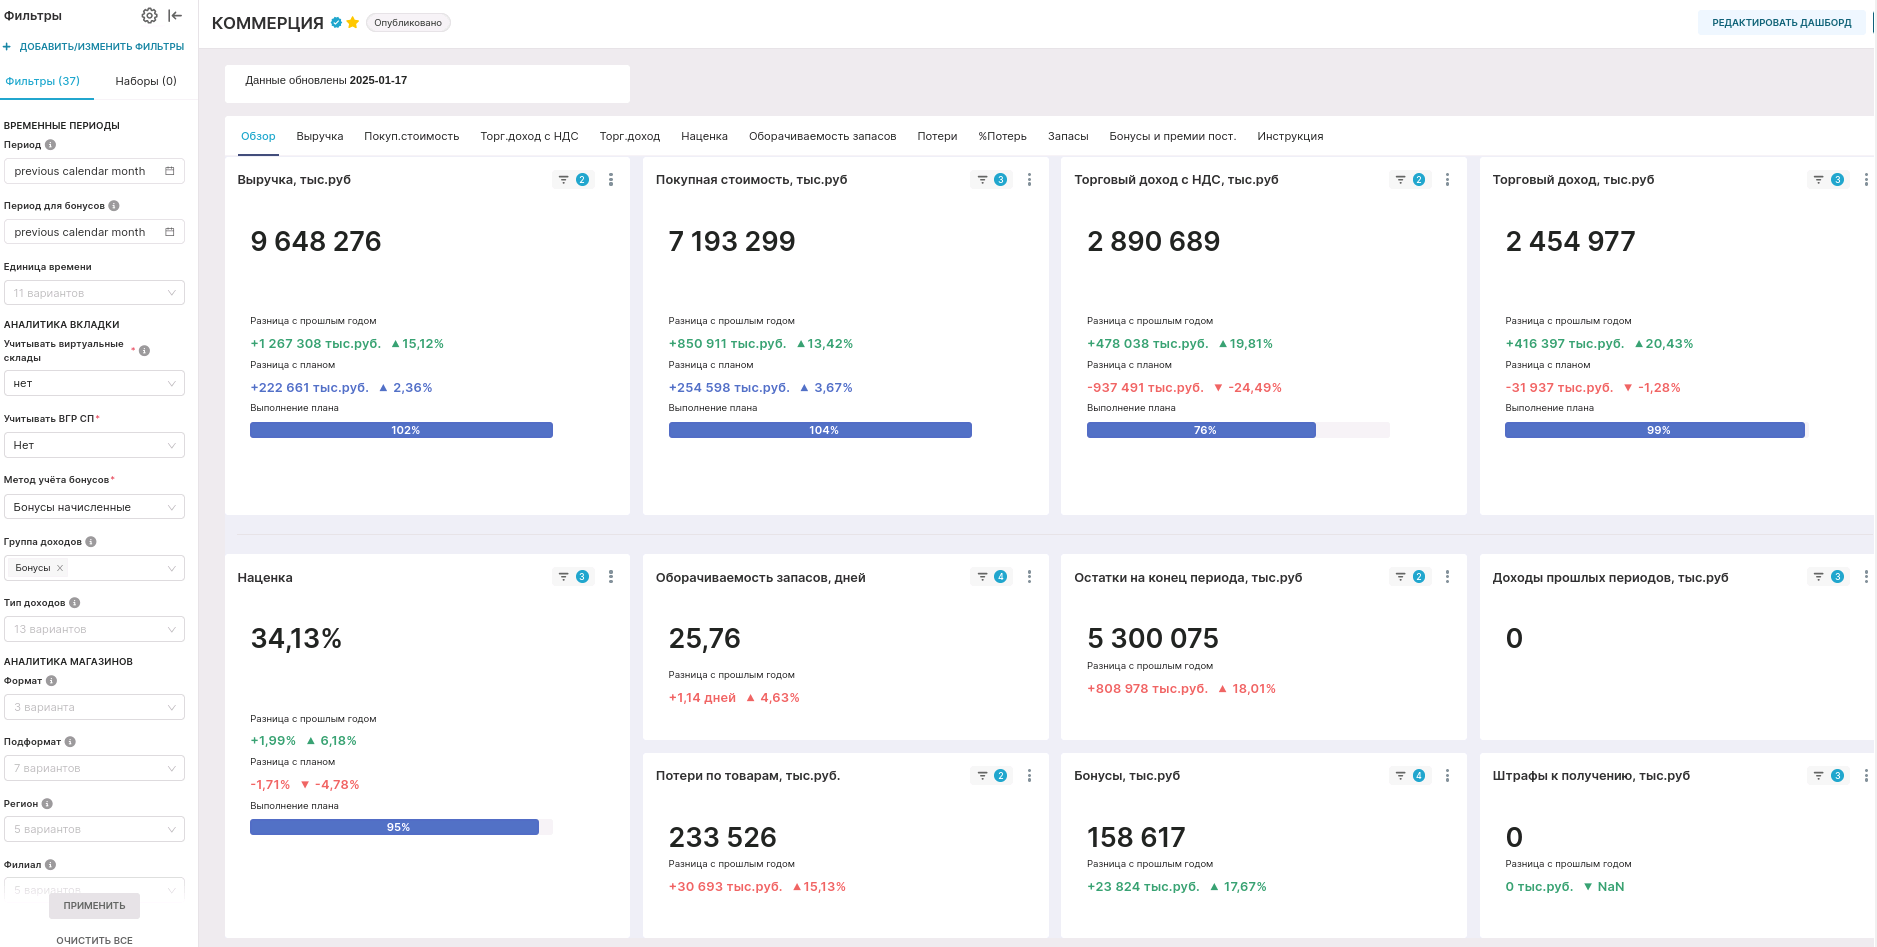 Фильтры
+ ДОБАВИТЬ/ИЗМЕНИТЬ ФИЛЬТРЫ
Фильтры (37) Наборы (0)
ВРЕМЕННЫЕ ПЕРИОДЫ
Период
previous calendar month
Период для бонусов
previous calendar month
Единица времени
11 вариантов
АНАЛИТИКА ВКЛАДКИ
Учитывать виртуальные
склады *
нет
Учитывать ВГР СП*
Нет
Метод учёта бонусов*
Бонусы начисленные
Группа доходов
Бонусы
Тип доходов
13 вариантов
АНАЛИТИКА МАГАЗИНОВ
Формат
3 варианта
Подформат
7 вариантов
Регион
5 вариантов
Филиал
5 вариантов
ПРИМЕНИТЬ
ОЧИСТИТЬ ВСЕ
КОММЕРЦИЯ Опубликовано
РЕДАКТИРОВАТЬ ДАШБОРД
Данные обновлены 2025-01-17
Обзор Выручка Покуп.стоимость Торг.доход с НДС Торг.доход Наценка Оборачиваемость запасов Потери %Потерь Запасы Бонусы и премии пост. Инструкция
Выручка, тыс.руб 2
9 648 276
Разница с прошлым годом
+1 267 308 тыс.руб. ▲15,12%
Разница с планом
+222 661 тыс.руб. ▲ 2,36%
Выполнение плана
102%
Покупная стоимость, тыс.руб 3
7 193 299
Разница с прошлым годом
+850 911 тыс.руб. ▲13,42%
Разница с планом
+254 598 тыс.руб. ▲ 3,67%
Выполнение плана
104%
Торговый доход с НДС, тыс.руб 2
2 890 689
Разница с прошлым годом
+478 038 тыс.руб. ▲19,81%
Разница с планом
-937 491 тыс.руб. ▼ -24,49%
Выполнение плана
76%
Торговый доход, тыс.руб 3
2 454 977
Разница с прошлым годом
+416 397 тыс.руб. ▲20,43%
Разница с планом
-31 937 тыс.руб. ▼ -1,28%
Выполнение плана
99%
Наценка 3
34,13%
Разница с прошлым годом
+1,99% ▲ 6,18%
Разница с планом
-1,71% ▼ -4,78%
Выполнение плана
95%
Оборачиваемость запасов, дней 4
25,76
Разница с прошлым годом
+1,14 дней ▲ 4,63%
Остатки на конец периода, тыс.руб 2
5 300 075
Разница с прошлым годом
+808 978 тыс.руб. ▲ 18,01%
Доходы прошлых периодов, тыс.руб 3
0
Потери по товарам, тыс.руб. 2
233 526
Разница с прошлым годом
+30 693 тыс.руб. ▲15,13%
Бонусы, тыс.руб 4
158 617
Разница с прошлым годом
+23 824 тыс.руб. ▲ 17,67%
Штрафы к получению, тыс.руб 3
0
Разница с прошлым годом
0 тыс.руб. ▼ NaN